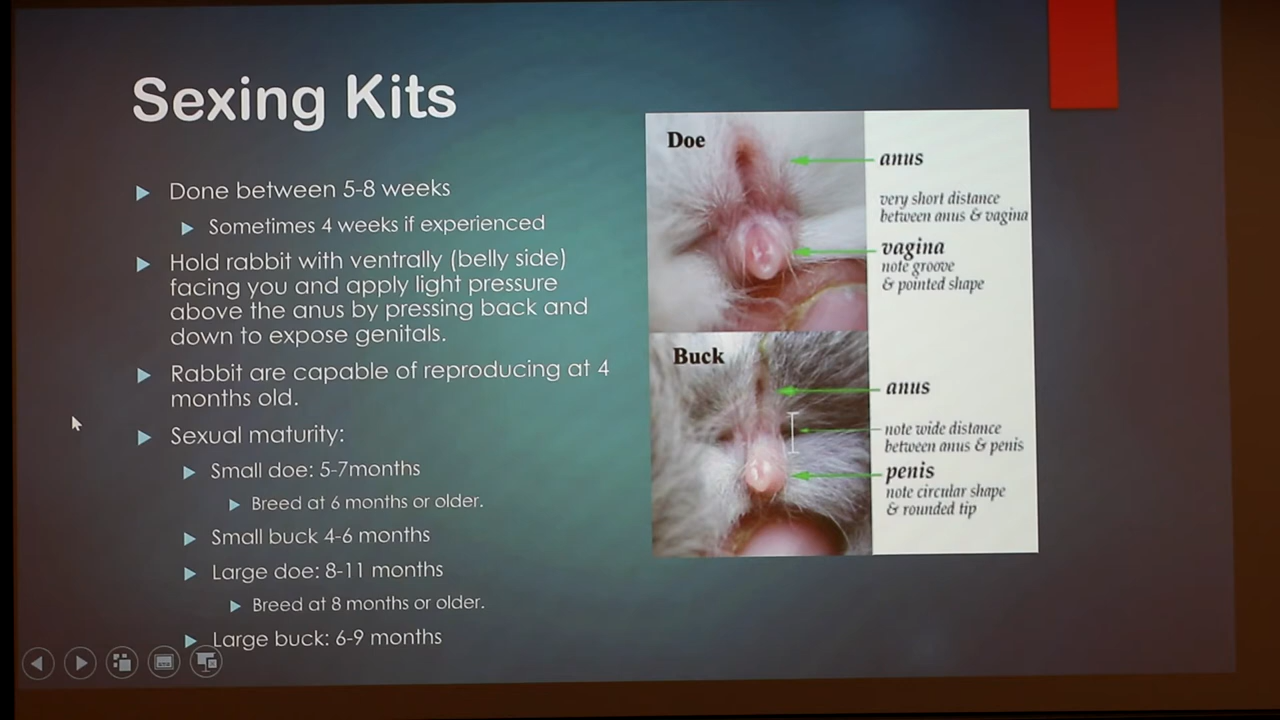 Sexing Kits
Done between 5-8 weeks
Sometimes 4 weeks if experienced
Hold rabbit with ventrally (belly side)
facing you and apply light pressure
above the anus by pressing back and
down to expose genitals.
Rabbit are capable of reproducing at 4
months old.
Sexual maturity:
Small doe: 5-7months
Breed at 6 months or older.
Small buck 4-6 months
Large doe: 8-11 months
Breed at 8 months or older.
Large buck: 6-9 months
Doe
anus
very short distance
between anus & vagina
vagina
note groove
& pointed shape
Buck
anus
note wide distance
between anus & penis
penis
note circular shape
& rounded tip